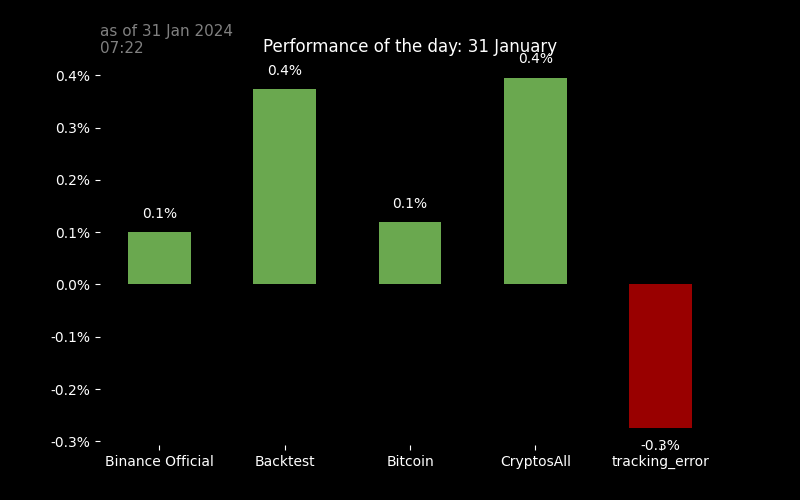 as of 31 Jan 2024
07:22
Performance of the day: 31 January
0.4%
0.3%
0.2%
0.1%
0.0%
-0.1%
-0.2%
-0.3%
0.1%
0.4%
0.1%
0.4%
-0.3%
Binance Official
Backtest
Bitcoin
CryptosAll
tracking_error